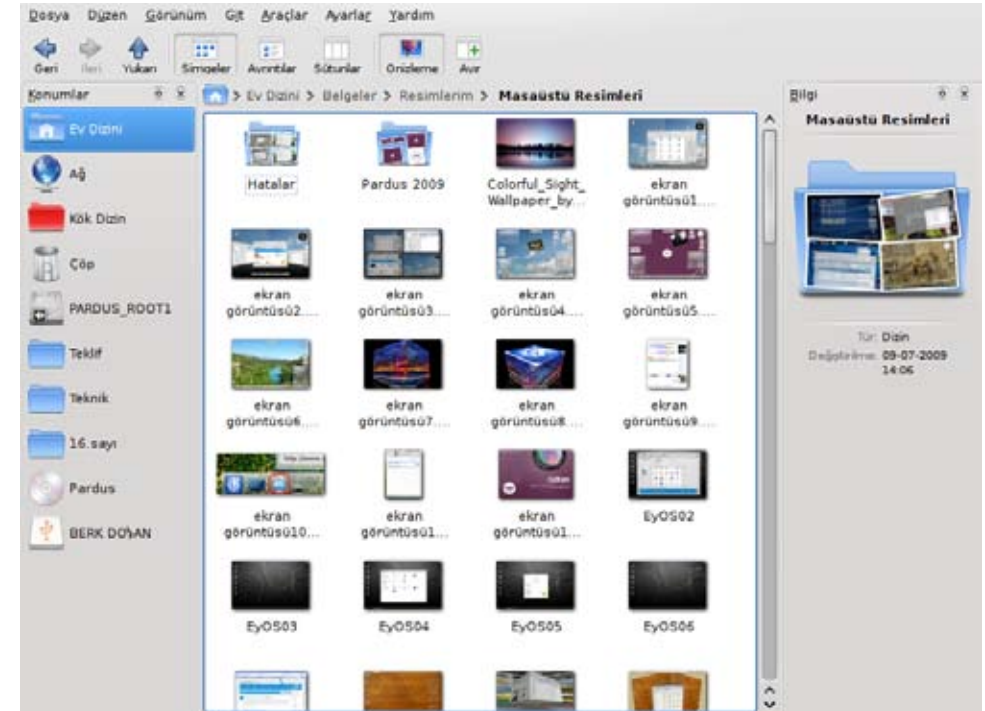 Dosya Düzen Görünüm Git Araçlar Ayarlar Yardım
Geri İleri Yukarı Simgeler Ayrıntılar Sütunlar Önizleme Ayır
Konumlar
Ev Dizini
Ağ
Kök Dizin
Çöp
PARDUS_ROOT1
Teklif
Teknik
16.sayı
Pardus
BERK
> Ev Dizini > Belgeler > Resimlerim > Masaüstü Resimleri
Hatalar
Pardus 2009
Colorful_Sight_
Wallpaper_by...
ekran
görüntüsü1....
ekran
görüntüsü2....
ekran
görüntüsü3....
ekran
görüntüsü4....
ekran
görüntüsü5....
ekran
görüntüsü6....
ekran
görüntüsü7....
ekran
görüntüsü8....
ekran
görüntüsü9....
ekran
görüntüsü10...
ekran
görüntüsü1...
ekran
görüntüsü1...
EyOS02
EyOS03
EyOS04
EyOS05
EyOS06
Bilgi
Masaüstü Resimleri
Tür: Dizin
Değiştirilme: 09-07-2009
14:06